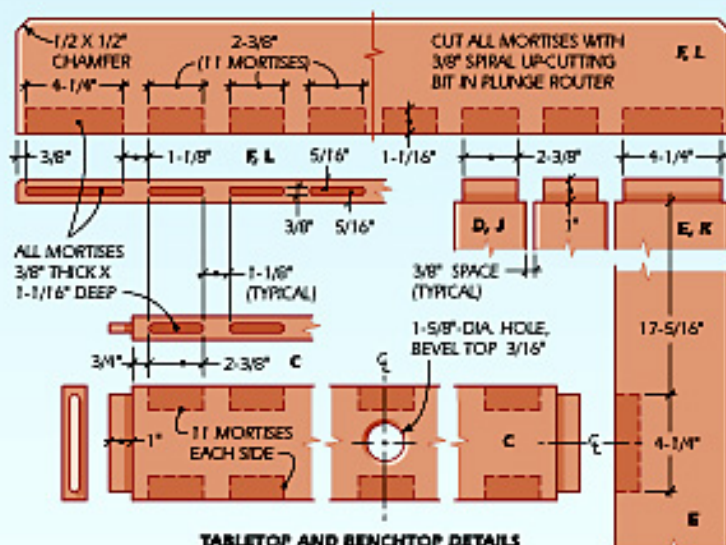 1/2 X 1/2"
CHAMFER
4-1/4"
2-3/8"
(11 MORTISES)
CUT ALL MORTISES WITH
3/8" SPIRAL UP-CUTTING
BIT IN PLUNGE ROUTER
F, L
3/8"
1-1/8"
F, L
5/16"
1-1/16"
2-3/8"
4-1/4"
3/8"
5/16"
D, J
1"
E, K
ALL MORTISES
3/8" THICK X
1-1/16" DEEP
1-1/8"
(TYPICAL)
3/8" SPACE
(TYPICAL)
1-5/8"-DIA. HOLE,
BEVEL TOP 3/16"
17-5/16"
3/4"
2-3/8"
C
CL
1"
11 MORTISES
EACH SIDE
C
CL
4-1/4"
E
TABLETOP AND BENCHTOP DETAILS